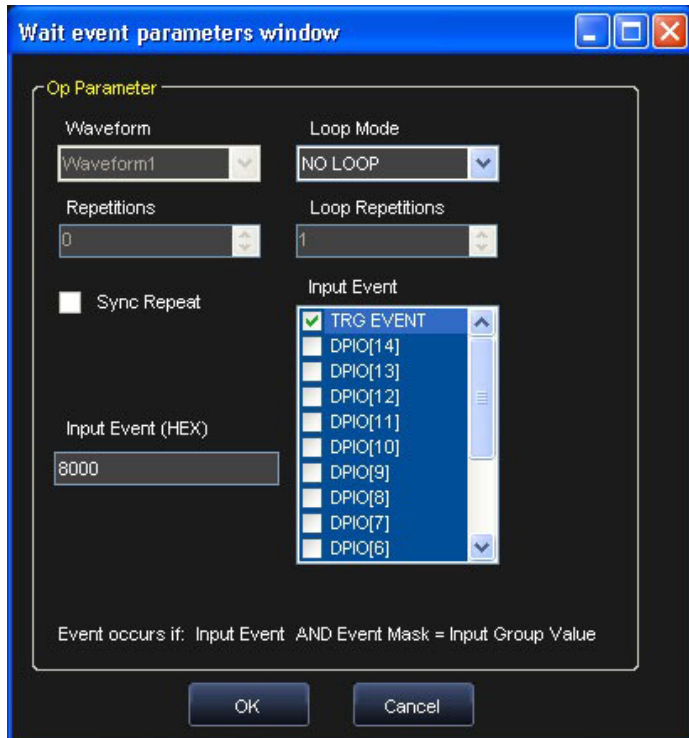 Wait event parameters window
Op Parameter
Waveform
Loop Mode
Waveform1
NO LOOP
Repetitions
Loop Repetitions
0
1
Sync Repeat
Input Event
TRG EVENT
DPIO[14]
DPIO[13]
DPIO[12]
DPIO[11]
DPIO[10]
DPIO[9]
DPIO[8]
DPIO[7]
DPIO[6]
Input Event (HEX)
8000
Event occurs if: Input Event AND Event Mask = Input Group Value
OK
Cancel